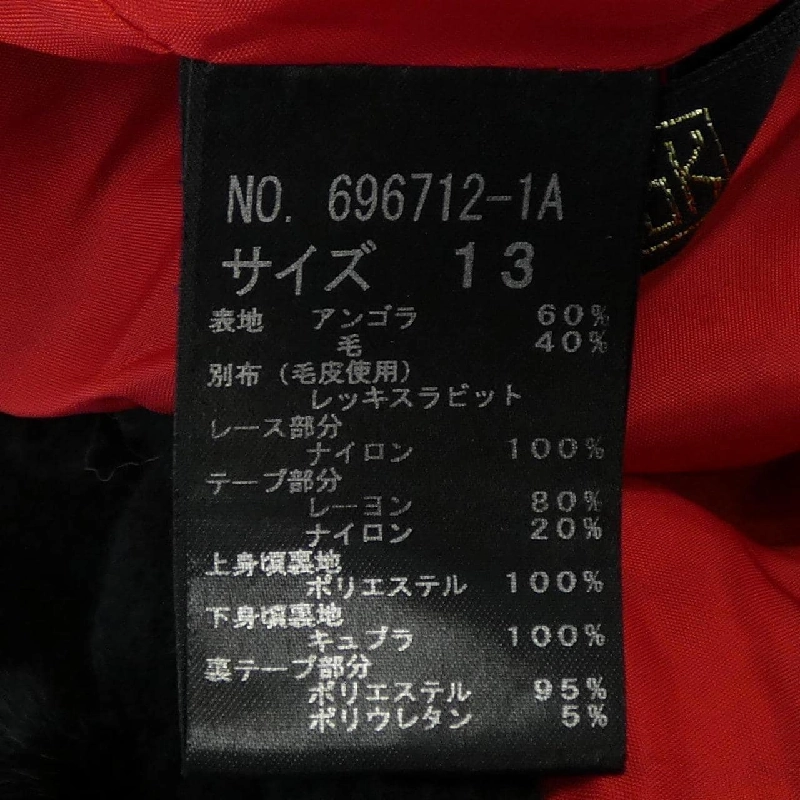 NO. 696712-1A
サイズ 13
表地 アンゴラ 60%
毛 40%
別布(毛皮使用)
レッキスラビット
レース部分
ナイロン 100%
テープ部分
レーヨン 80%
ナイロン 20%
上身頃裏地
ポリエステル 100%
下身頃裏地
キュプラ 100%
裏テープ部分
ポリエステル 95%
ポリウレタン 5%